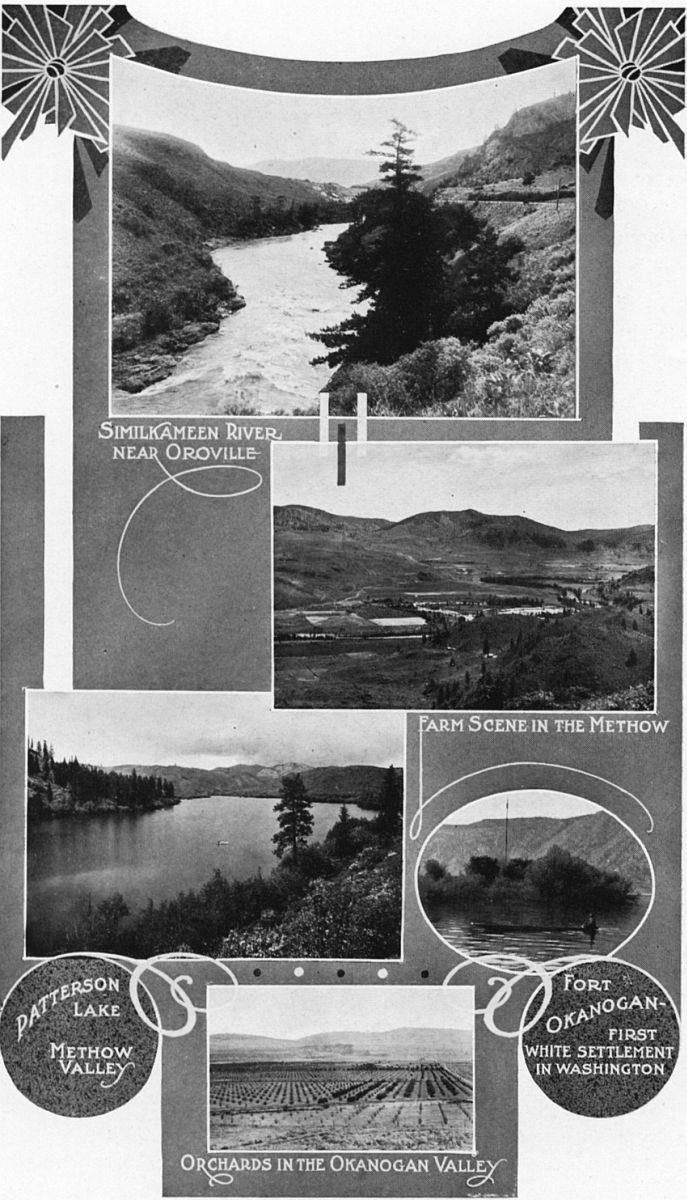 SIMILKAMEEN RIVER
NEAR OROVILLE
FARM SCENE IN THE METHOW
PATTERSON
LAKE
METHOW
VALLEY
FORT
OKANOGAN-
FIRST
WHITE SETTLEMENT
IN WASHINGTON
ORCHARDS IN THE OKANOGAN VALLEY